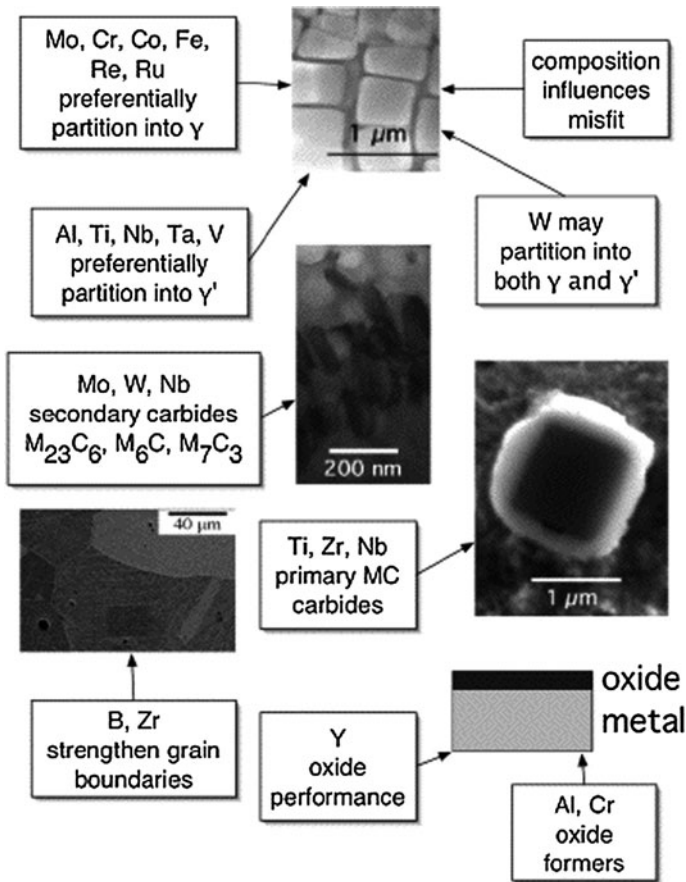 Mo, Cr, Co, Fe,
Re, Ru
preferentially
partition into γ
1 μm
composition
influences
misfit
Al, Ti, Nb, Ta, V
preferentially
partition into γ'
W may
partition into
both γ and γ'
Mo, W, Nb
secondary carbides
M23C6, M6C, M7C3
200 nm
40 μm
Ti, Zr, Nb
primary MC
carbides
1 μm
B, Zr
strengthen grain
boundaries
Y
oxide
performance
oxide
metal
Al, Cr
oxide
formers